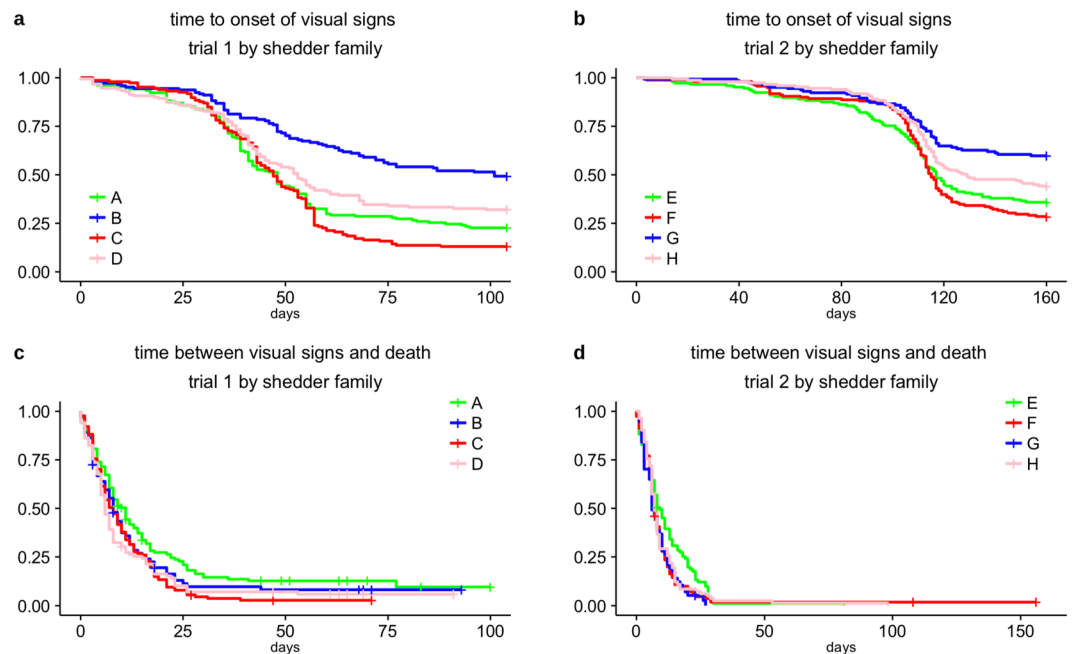 a
time to onset of visual signs
trial 1 by shedder family
1.00
0.75
0.50
0.25
0.00
A
B
C
D
0 25 50 75 100
days
b
time to onset of visual signs
trial 2 by shedder family
1.00
0.75
0.50
0.25
0.00
E
F
G
H
0 40 80 120 160
days
c
time between visual signs and death
trial 1 by shedder family
A
B
C
D
1.00
0.75
0.50
0.25
0.00
0 25 50 75 100
days
d
time between visual signs and death
trial 2 by shedder family
E
F
G
H
1.00
0.75
0.50
0.25
0.00
0 50 100 150
days